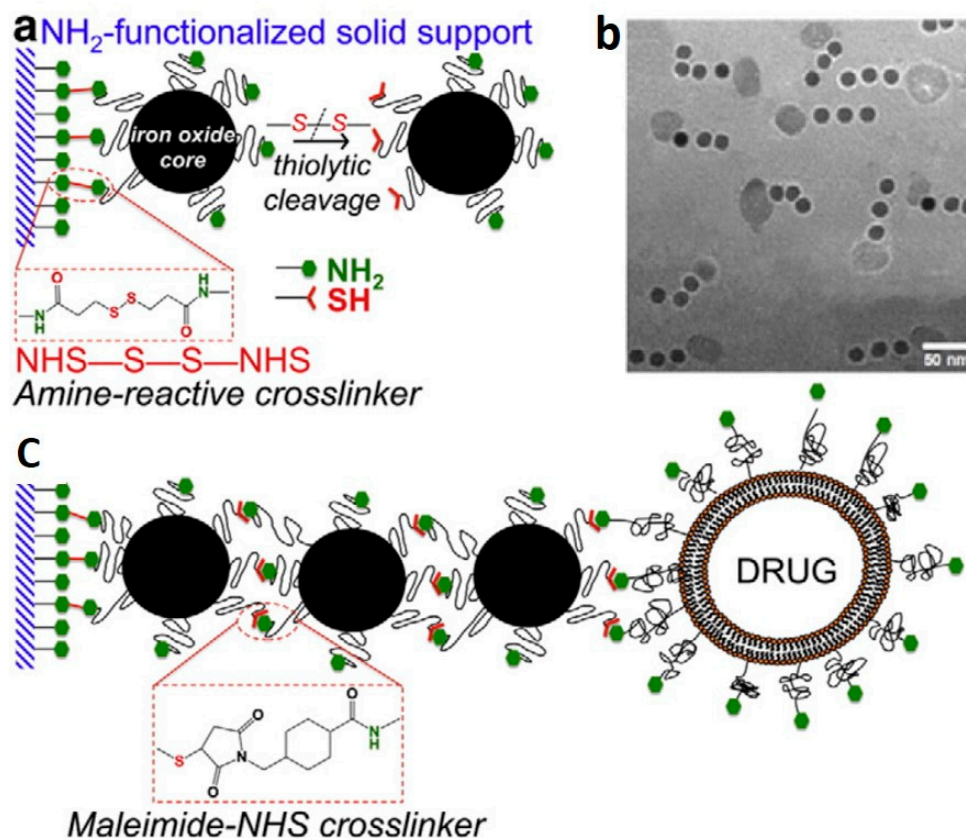 a NH₂-functionalized solid support
iron oxide
core
S S
thiolytic
cleavage
O
H
N
S
S
N
H
O
NH₂
SH
NHS—S—S—NHS
Amine-reactive crosslinker
b
50 nm
C
DRUG
O
O
N
H
N
S
O
Maleimide-NHS crosslinker